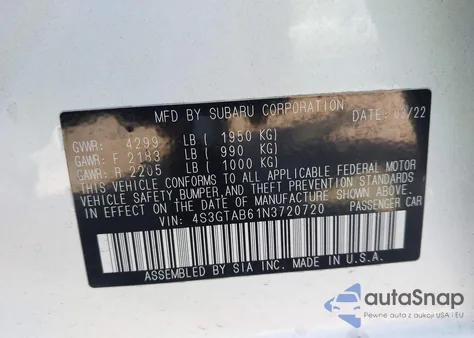 MFD BY SUBARU CORPORATION DATE: 03/22
GVWR: 4299 LB ( 1950 KG)
GAWR: F 2183 LB ( 990 KG)
GAWR: R 2205 LB ( 1000 KG)
THIS VEHICLE CONFORMS TO ALL APPLICABLE FEDERAL MOTOR
VEHICLE SAFETY, BUMPER, AND THEFT PREVENTION STANDARDS
IN EFFECT ON THE DATE OF MANUFACTURE SHOWN ABOVE.
VIN: 4S3GTAB61N3720720 PASSENGER CAR
ASSEMBLED BY SIA INC. MADE IN U.S.A.
autoSnap
Pewne auta z aukcji USA i EU